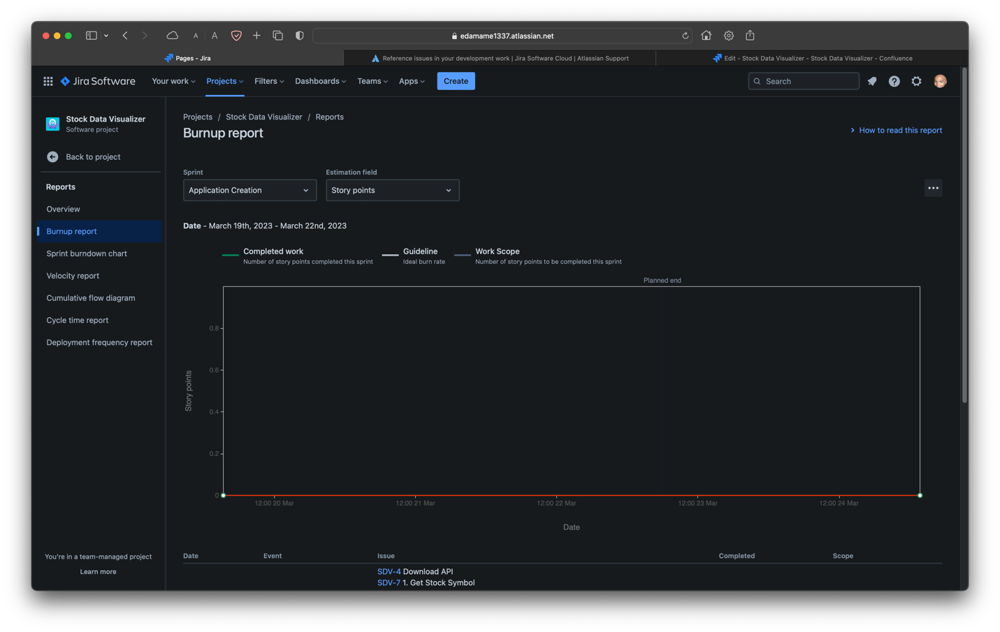 edamame1337.atlassian.net
Pages - Jira
Reference issues in your development work | Jira Software Cloud | Atlassian Support
Edit - Stock Data Visualizer - Stock Data Visualizer - Confluence
Jira Software
Your work
Projects
Filters
Dashboards
Teams
Apps
Create
Search
Stock Data Visualizer
Software project
Back to project
Reports
Overview
Burnup report
Sprint burndown chart
Velocity report
Cumulative flow diagram
Cycle time report
Deployment frequency report
You're in a team-managed project
Learn more
Projects / Stock Data Visualizer / Reports
Burnup report
How to read this report
Sprint
Application Creation
Estimation field
Story points
Date - March 19th, 2023 - March 22nd, 2023
Completed work
Number of story points completed this sprint
Guideline
Ideal burn rate
Work Scope
Number of story points to be completed this sprint
Planned end
0.8
0.6
0.4
0.2
0
Story points
12:00 20 Mar
12:00 21 Mar
12:00 22 Mar
12:00 23 Mar
12:00 24 Mar
Date
Date Event Issue Completed Scope
SDV-4 Download API
SDV-7 1. Get Stock Symbol